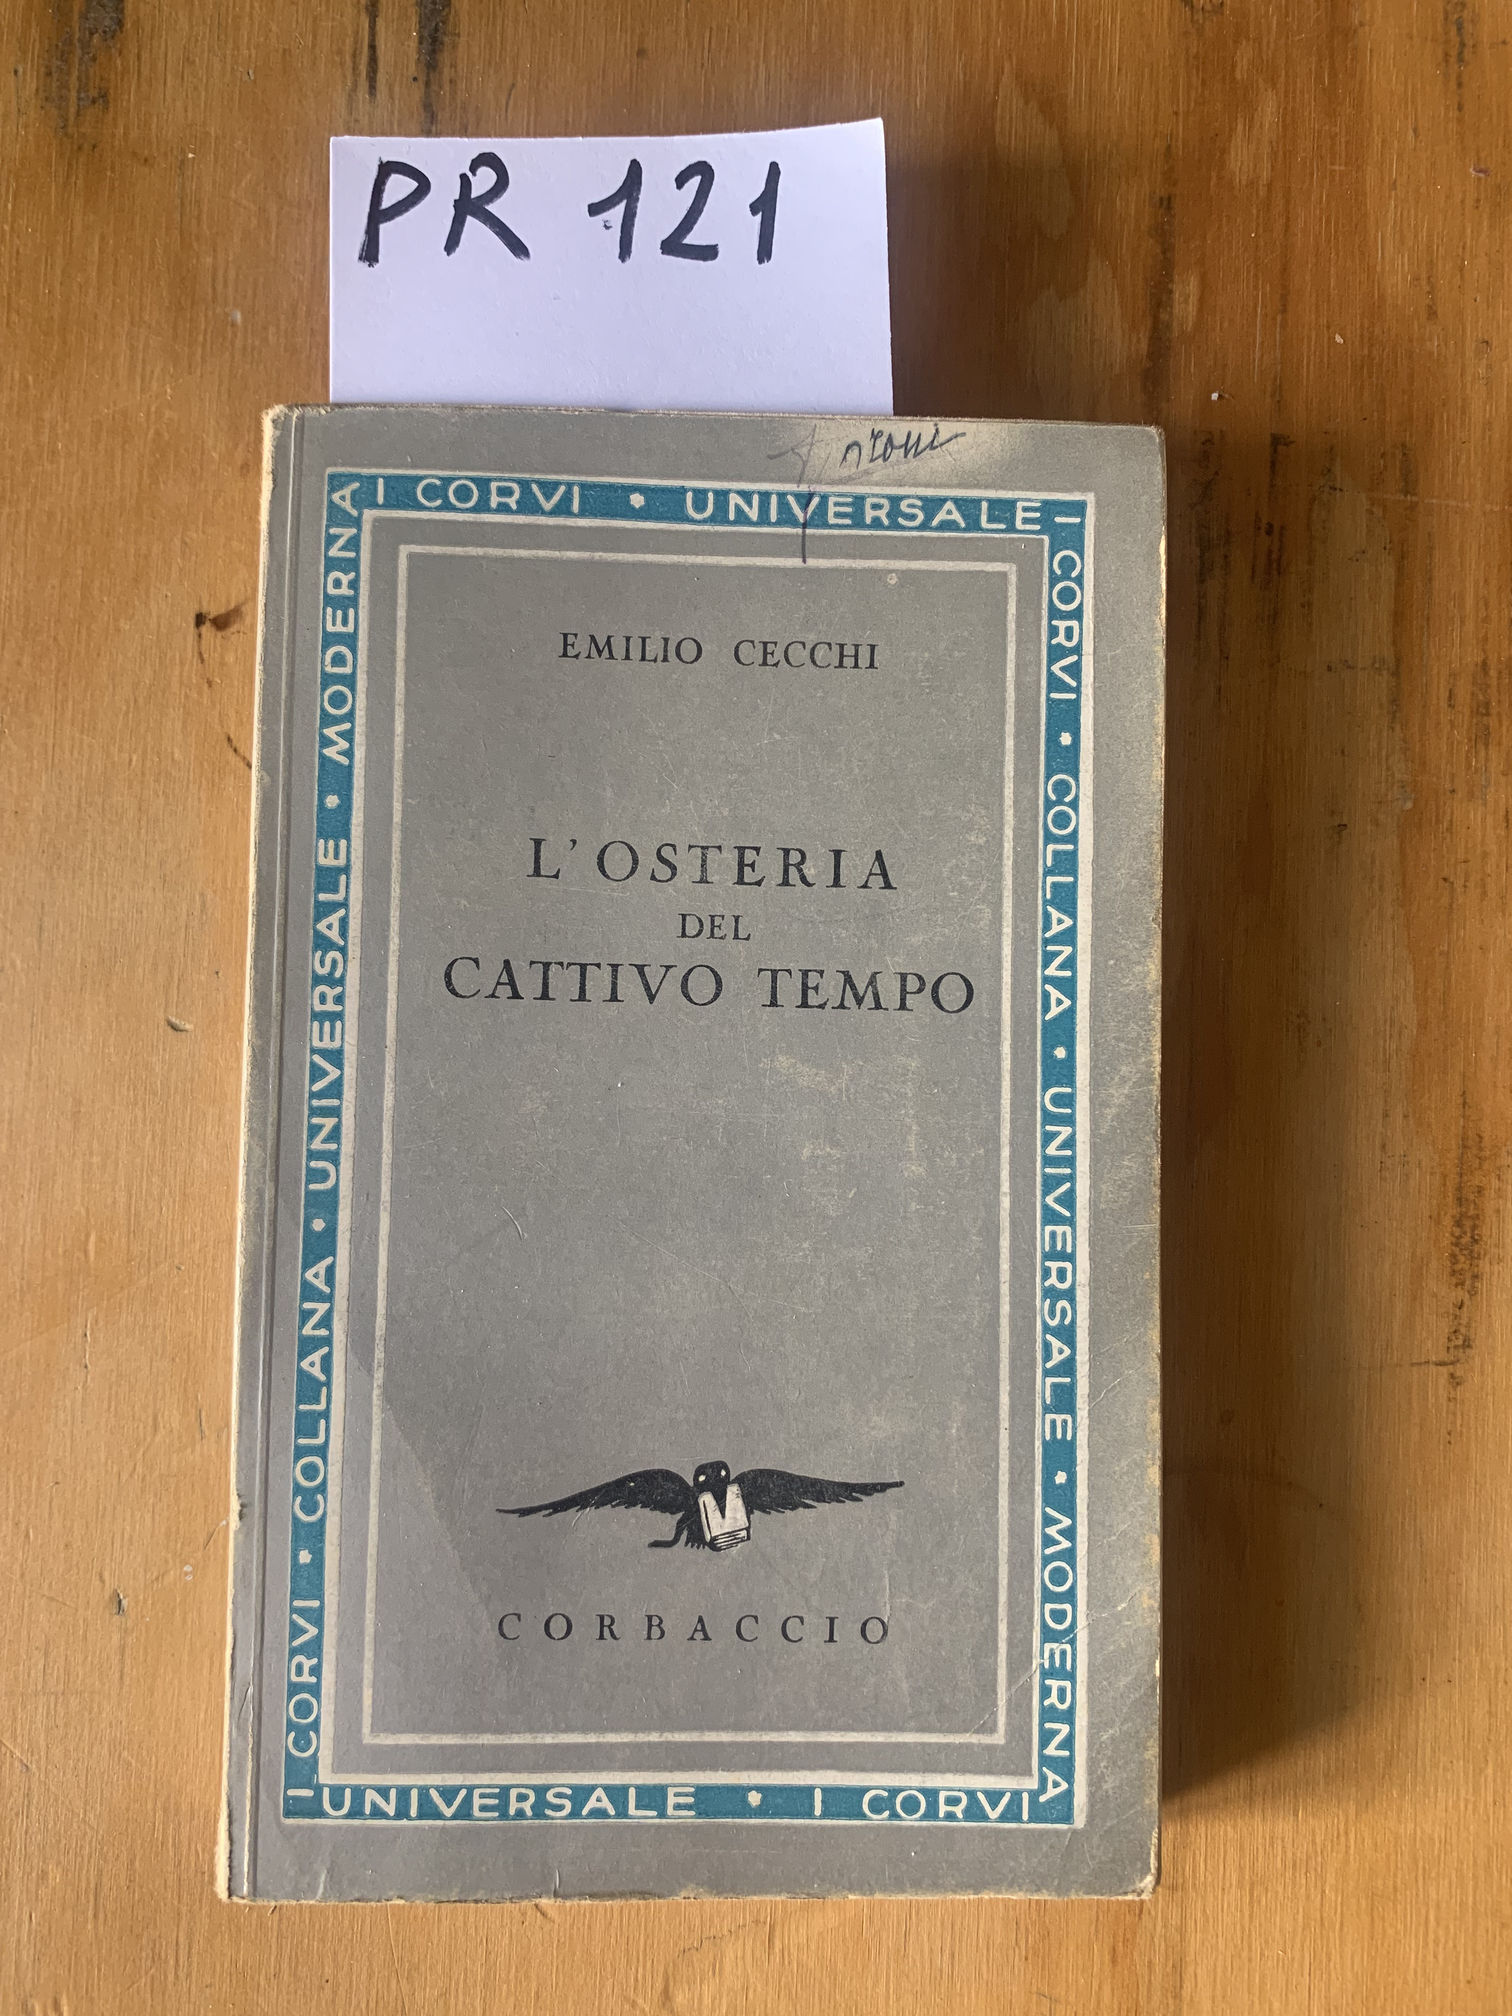 PR 121
I CORVI • UNIVERSALE
I CORVI • COLLANA • UNIVERSALE • MODERNA
I CORVI • COLLANA • UNIVERSALE • MODERNA
EMILIO CECCHI
L'OSTERIA
DEL
CATTIVO TEMPO
CORBACCIO
UNIVERSALE • I CORVI